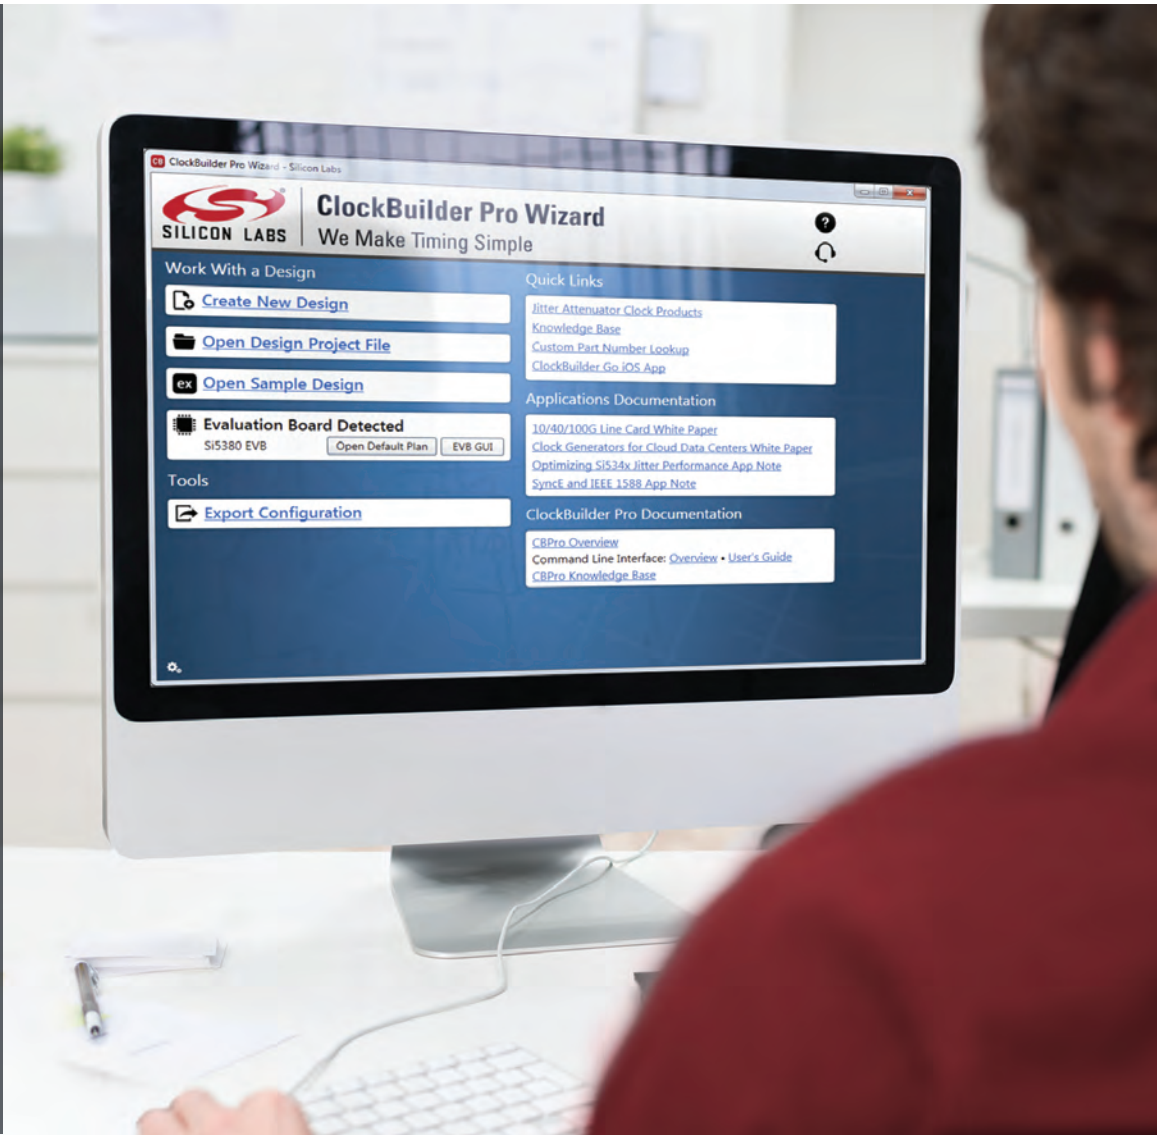 CB ClockBuilder Pro Wizard - Silicon Labs
SILICON LABS
ClockBuilder Pro Wizard
We Make Timing Simple
?
Work With a Design
Create New Design
Open Design Project File
ex Open Sample Design
Evaluation Board Detected
Si5380 EVB Open Default Plan EVB GUI
Tools
Export Configuration
Quick Links
Jitter Attenuator Clock Products
Knowledge Base
Custom Part Number Lookup
ClockBuilder Go iOS App
Applications Documentation
10/40/100G Line Card White Paper
Clock Generators for Cloud Data Centers White Paper
Optimizing Si534x Jitter Performance App Note
SyncE and IEEE 1588 App Note
ClockBuilder Pro Documentation
CBPro Overview
Command Line Interface: Overview • User's Guide
CBPro Knowledge Base